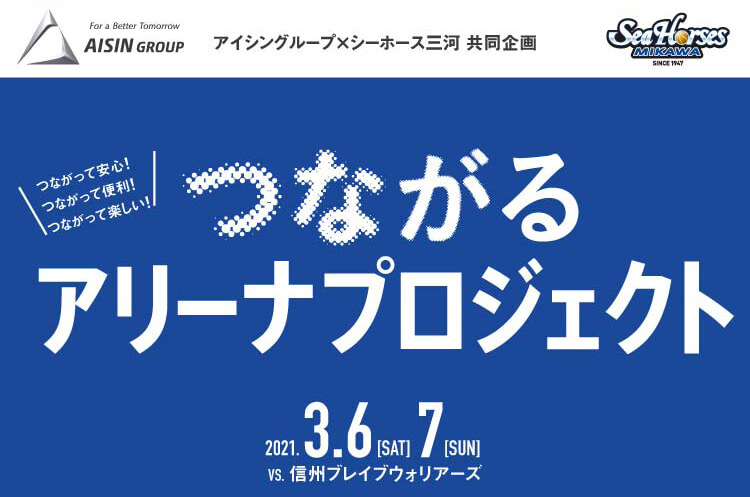 For a Better Tomorrow
AISIN GROUP
アイシングループ×シーホース三河 共同企画
SeaHorses
MIKAWA
SINCE 1947
つながって安心!
つながって便利!
つながって楽しい!
つながる
アリーナプロジェクト
2021. 3.6 [SAT] 7 [SUN]
VS. 信州ブレイブウォリアーズ